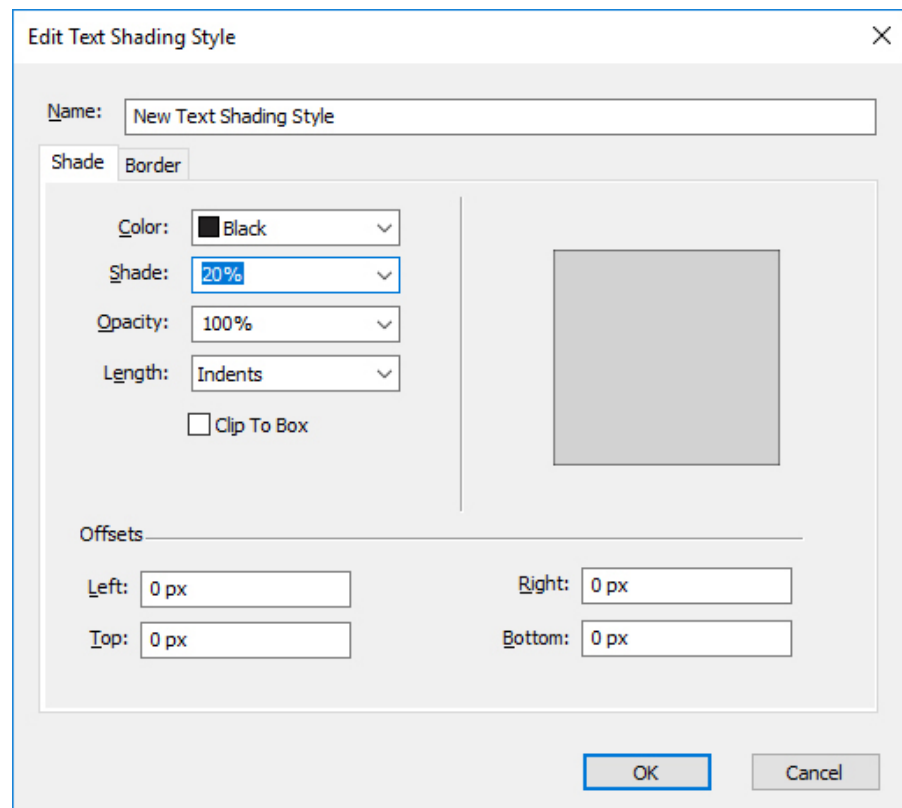 Edit Text Shading Style
Name: New Text Shading Style
Shade Border
Color: Black
Shade: 20%
Opacity: 100%
Length: Indents
Clip To Box
Offsets
Left: 0 px Right: 0 px
Top: 0 px Bottom: 0 px
OK Cancel